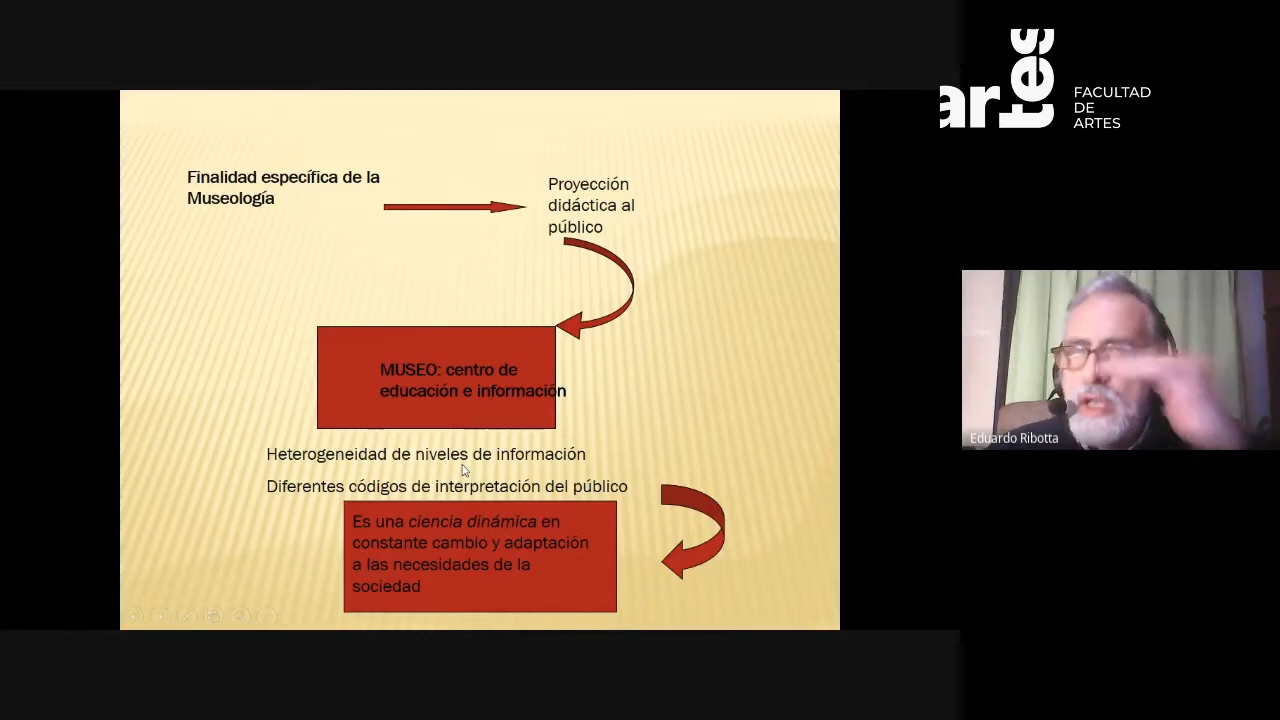 Finalidad específica de la
Museología
Proyección
didáctica al
público
MUSEO: centro de
educación e información
Heterogeneidad de niveles de información
Diferentes códigos de interpretación del público
Es una ciencia dinámica en
constante cambio y adaptación
a las necesidades de la
sociedad
artes
FACULTAD
DE
ARTES
Eduardo Ribotta